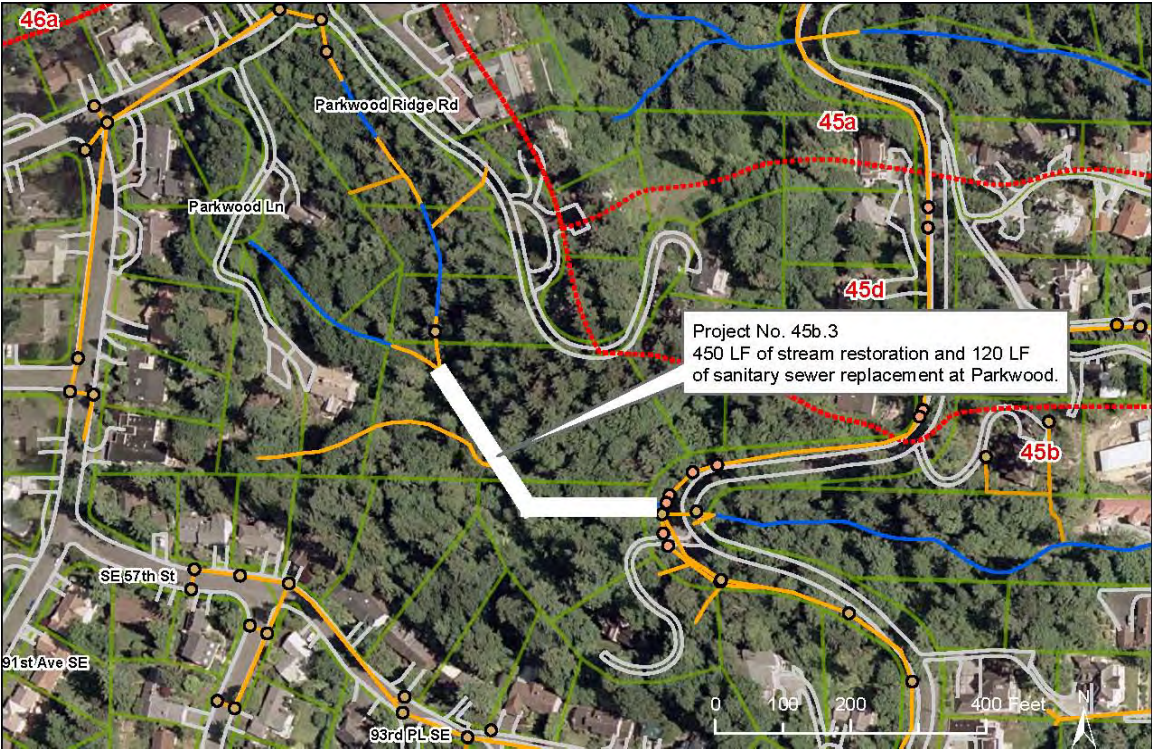 46a
Parkwood Ridge Rd
45a
Parkwood Ln
45d
Project No. 45b.3
450 LF of stream restoration and 120 LF
of sanitary sewer replacement at Parkwood.
45b
SE 57th St
91st Ave SE
93rd PL SE
0 100 200 400 Feet
N